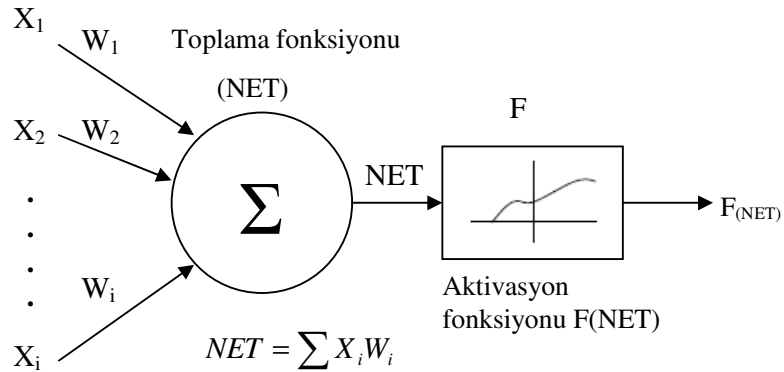 X₁
W₁
Toplama fonksiyonu
(NET)
F
X₂
W₂
NET
Σ
F(NET)
Wᵢ
Aktivasyon
fonksiyonu F(NET)
Xᵢ
NET = ∑ XᵢWᵢ